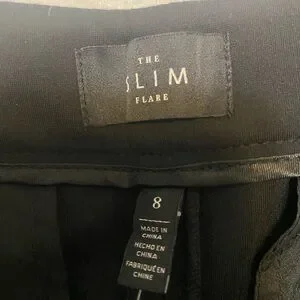 THE
SLIM
FLARE
8
MADE IN
CHINA
HECHO EN
CHINA
FABRIQUÉ EN
CHINE